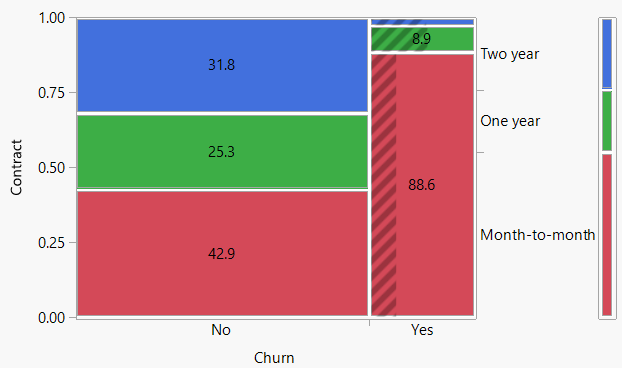 1.00
0.75
0.50
0.25
0.00
Contract
31.8
25.3
42.9
8.9
88.6
Two year
One year
Month-to-month
No
Yes
Churn